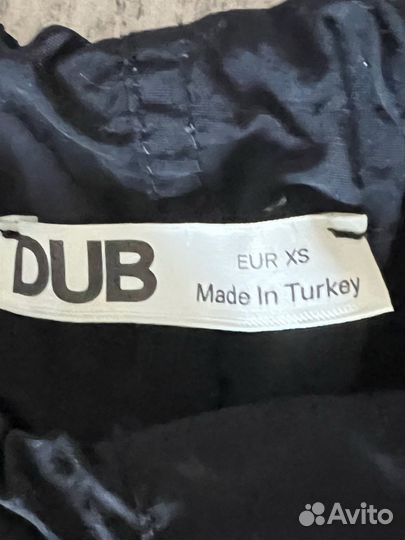 DUB
EUR XS
Made In Turkey
Avito